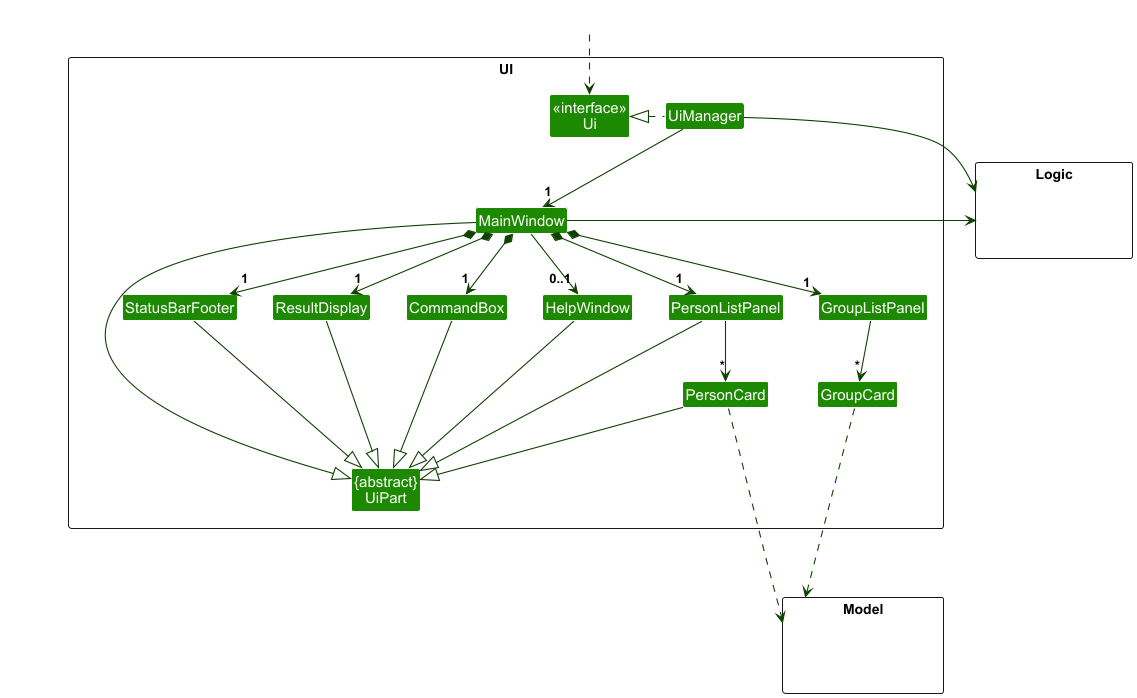 UI
«interface»
Ui
UiManager
Logic
1
MainWindow
1
1
1
0..1
1
1
StatusBarFooter
ResultDisplay
CommandBox
HelpWindow
PersonListPanel
GroupListPanel
*
*
PersonCard
GroupCard
{abstract}
UiPart
Model